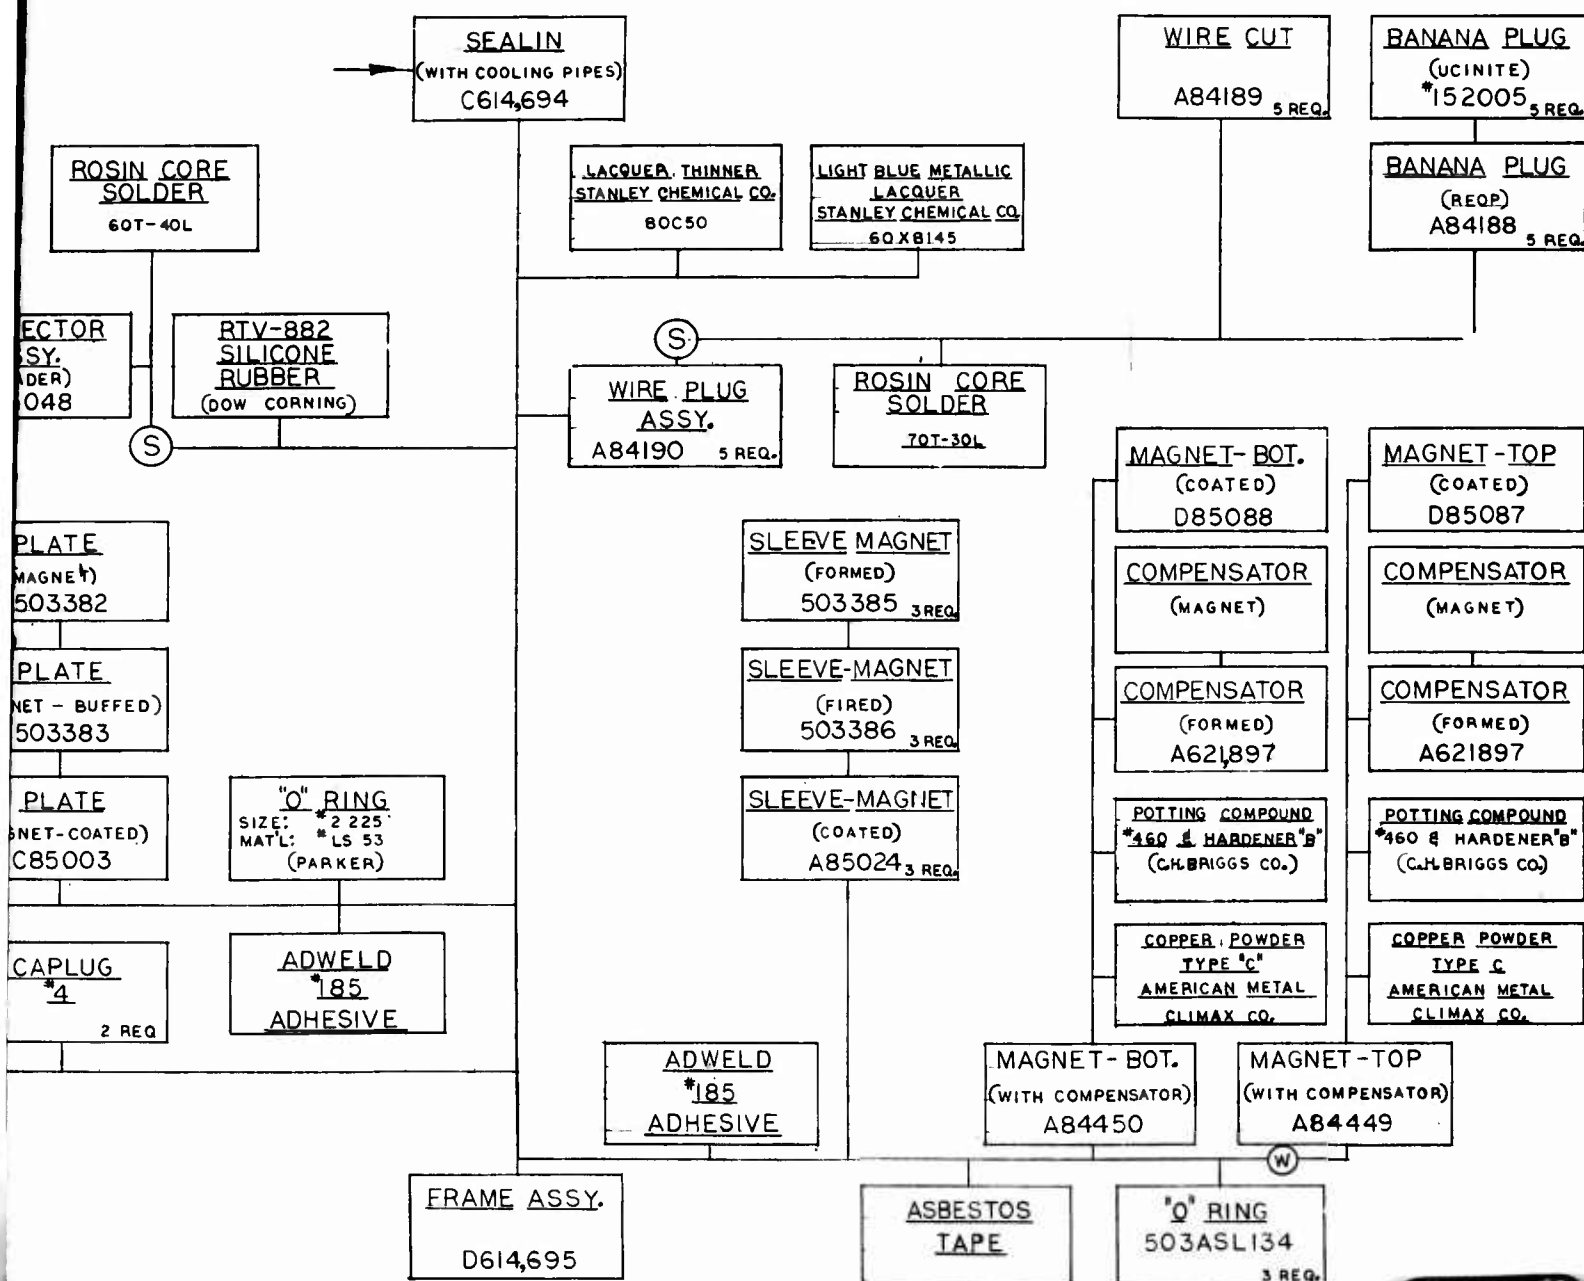 SEALIN
(WITH COOLING PIPES)
C614,694
WIRE CUT
A84189 5 REQ.
BANANA PLUG
(UCINITE)
#152005 5 REQ.
ROSIN CORE
SOLDER
60T-40L
LACQUER THINNER
STANLEY CHEMICAL CO.
80C50
LIGHT BLUE METALLIC
LACQUER
STANLEY CHEMICAL CO.
60X8145
BANANA PLUG
(REOP)
A84188 5 REQ.
ECTOR
SY.
DER)
048
RTV-882
SILICONE
RUBBER
(DOW CORNING)
S
S
WIRE PLUG
ASSY.
A84190 5 REQ.
ROSIN CORE
SOLDER
70T-30L
MAGNET-BOT.
(COATED)
D85088
MAGNET-TOP
(COATED)
D85087
PLATE
MAGNET)
503382
SLEEVE MAGNET
(FORMED)
503385 3 REQ.
COMPENSATOR
(MAGNET)
COMPENSATOR
(MAGNET)
PLATE
NET - BUFFED)
503383
SLEEVE-MAGNET
(FIRED)
503386 3 REQ.
COMPENSATOR
(FORMED)
A621,897
COMPENSATOR
(FORMED)
A621897
PLATE
GNET-COATED)
C85003
"O" RING
SIZE: #2 225
MAT'L: #LS 53
(PARKER)
SLEEVE-MAGNET
(COATED)
A85024 3 REQ.
POTTING COMPOUND
#460 & HARDENER "B"
(C.H. BRIGGS CO.)
POTTING COMPOUND
#460 & HARDENER "B"
(C.H. BRIGGS CO.)
CAPLUG
#4
2 REQ
ADWELD
#185
ADHESIVE
COPPER POWDER
TYPE "C"
AMERICAN METAL
CLIMAX CO.
COPPER POWDER
TYPE C
AMERICAN METAL
CLIMAX CO.
ADWELD
#185
ADHESIVE
MAGNET-BOT.
(WITH COMPENSATOR)
A84450
MAGNET-TOP
(WITH COMPENSATOR)
A84449
W
FRAME ASSY.
D614,695
ASBESTOS
TAPE
"O" RING
503ASL134
3 REQ.